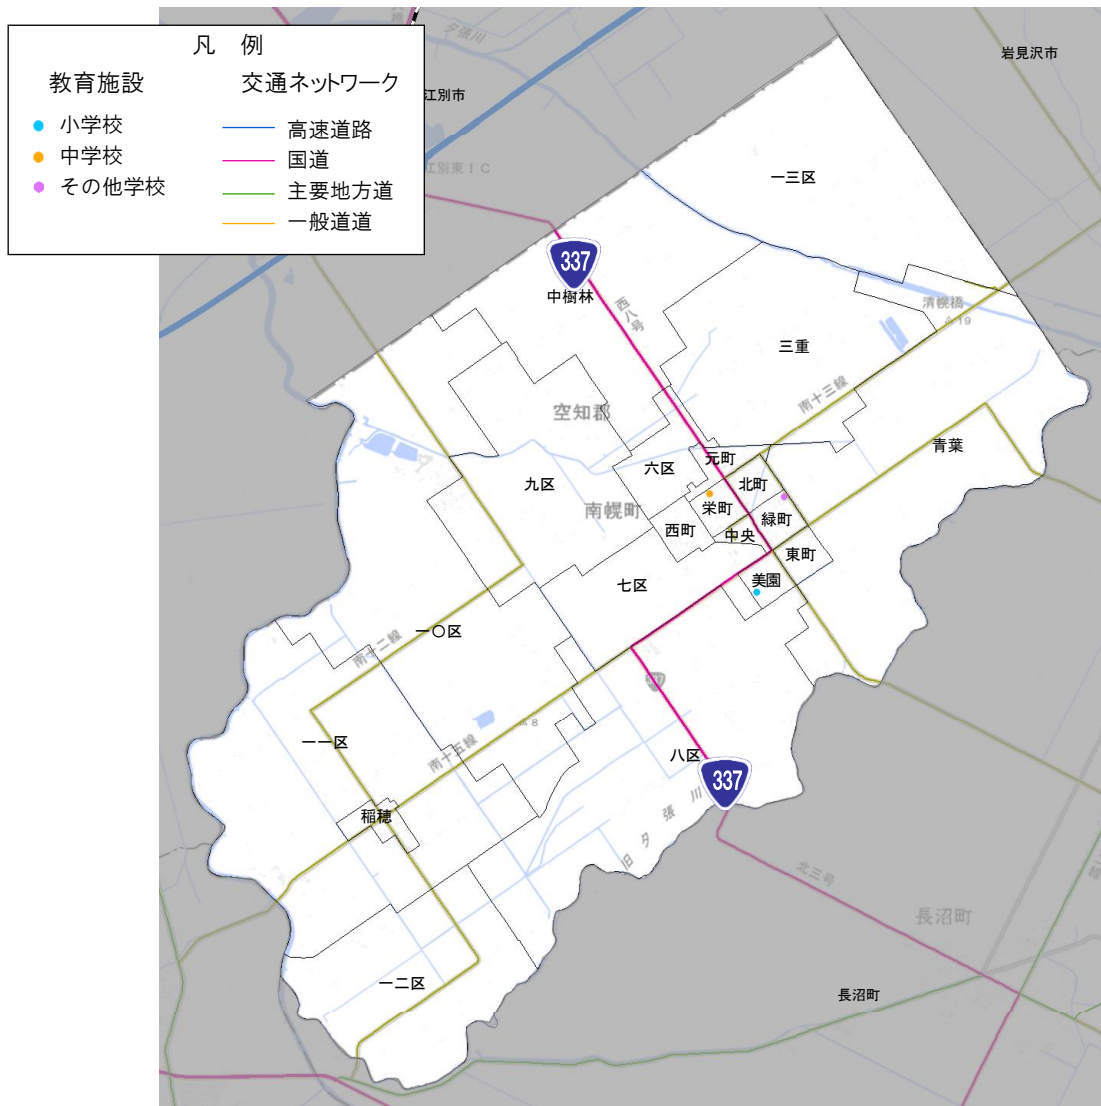 凡 例
教育施設
交通ネットワーク
小学校
中学校
その他学校
高速道路
国道
主要地方道
一般道道
夕張川
岩見沢市
江別市
江別東IC
一三区
337
中樹林
西八号
清幌橋
三重
南十三線
空知郡
青葉
元町
六区
北町
九区
栄町
南幌町
緑町
西町
中央
東町
七区
美園
一〇区
南十二線
一一区
南十五線
八区
337
稲穂
旧夕張川
北三号
長沼町
一二区
長沼町